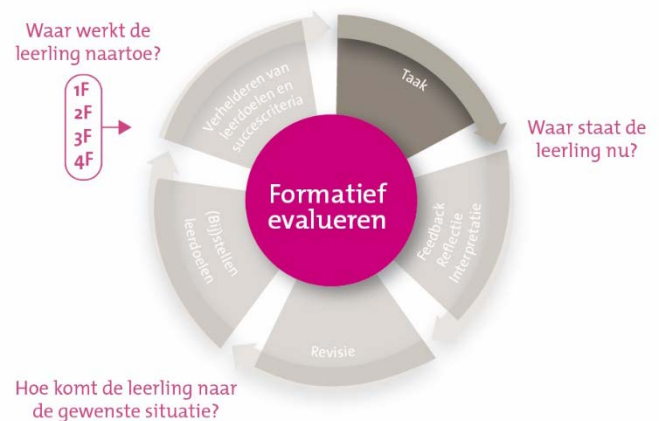 Waar werkt de
leerling naartoe?
1F
2F
3F
4F
Verhelderen van
leerdoelen en
succescriteria
Taak
Waar staat de
leerling nu?
Formatief
evalueren
(Bij)stellen
leerdoelen
Feedback
Reflectie
Interpretatie
Revisie
Hoe komt de leerling naar
de gewenste situatie?